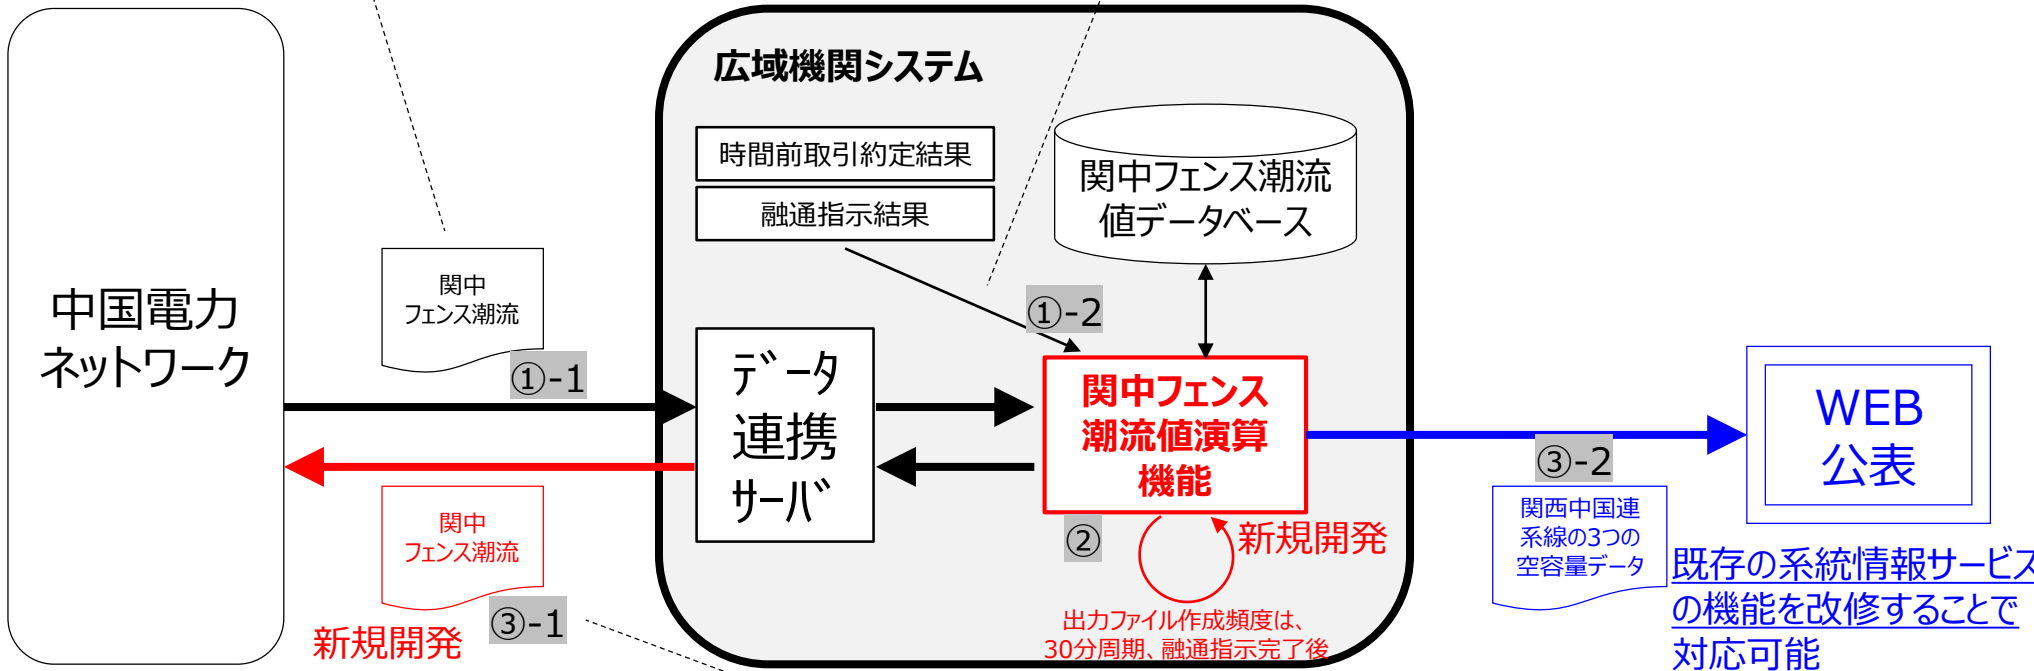 中国電力
ネットワーク
関中
フェンス潮流
①-1
関中
フェンス潮流
③-1
新規開発
広域機関システム
時間前取引約定結果
融通指示結果
関中フェンス潮流
値データベース
①-2
データ
連携
サーバ
関中フェンス
潮流値演算
機能
②
新規開発
出力ファイル作成頻度は、
30分周期、融通指示完了後
③-2
関西中国連
系線の3つの
空容量データ
WEB
公表
既存の系統情報サービス
の機能を改修することで
対応可能